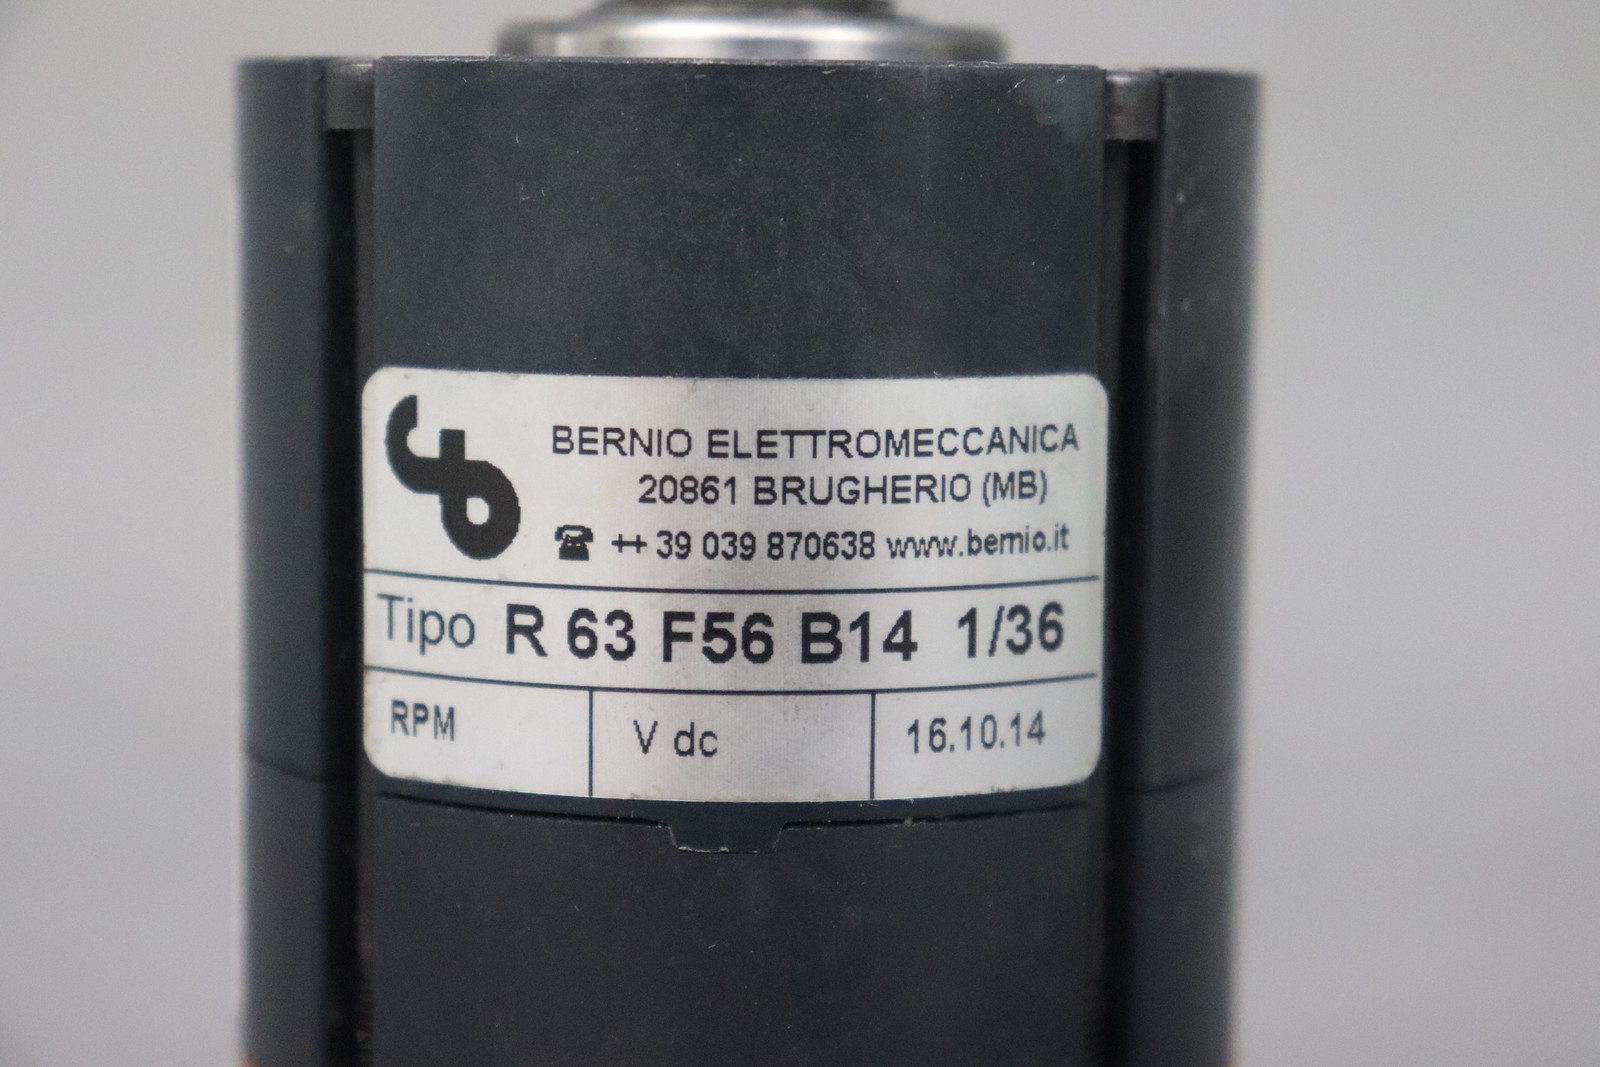 BERNIO ELETTROMECCANICA
20861 BRUGHERIO (MB)
☎ ++ 39 039 870638 www.bernio.it
Tipo R 63 F56 B14 1/36
RPM
V dc
16.10.14